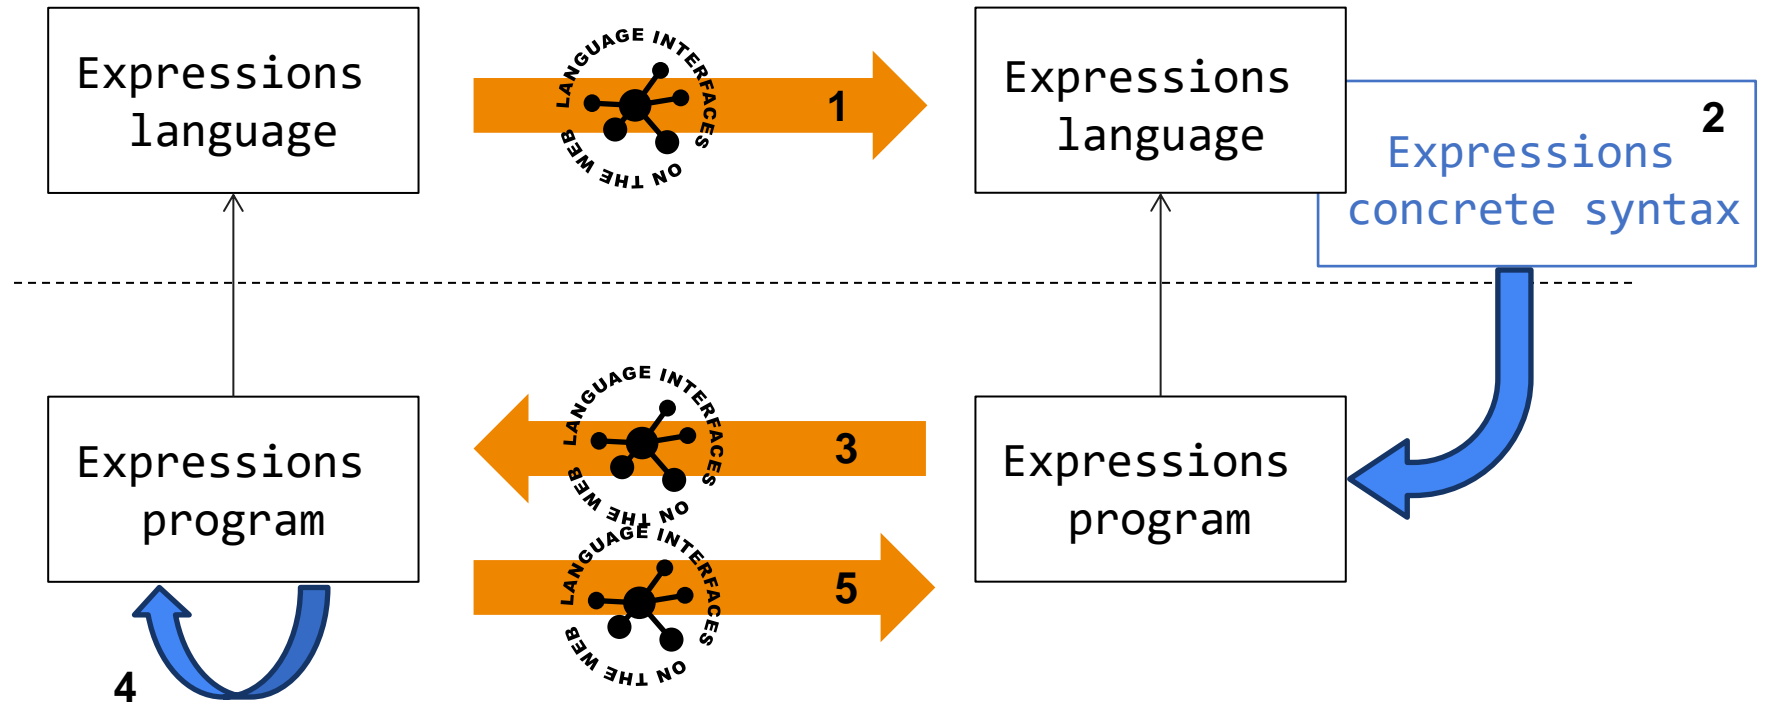 Expressions
language
LANGUAGE INTERFACES
ON THE WEB
1
Expressions
language
2
Expressions
concrete syntax
Expressions
program
LANGUAGE INTERFACES
ON THE WEB
3
LANGUAGE INTERFACES
ON THE WEB
5
Expressions
program
4